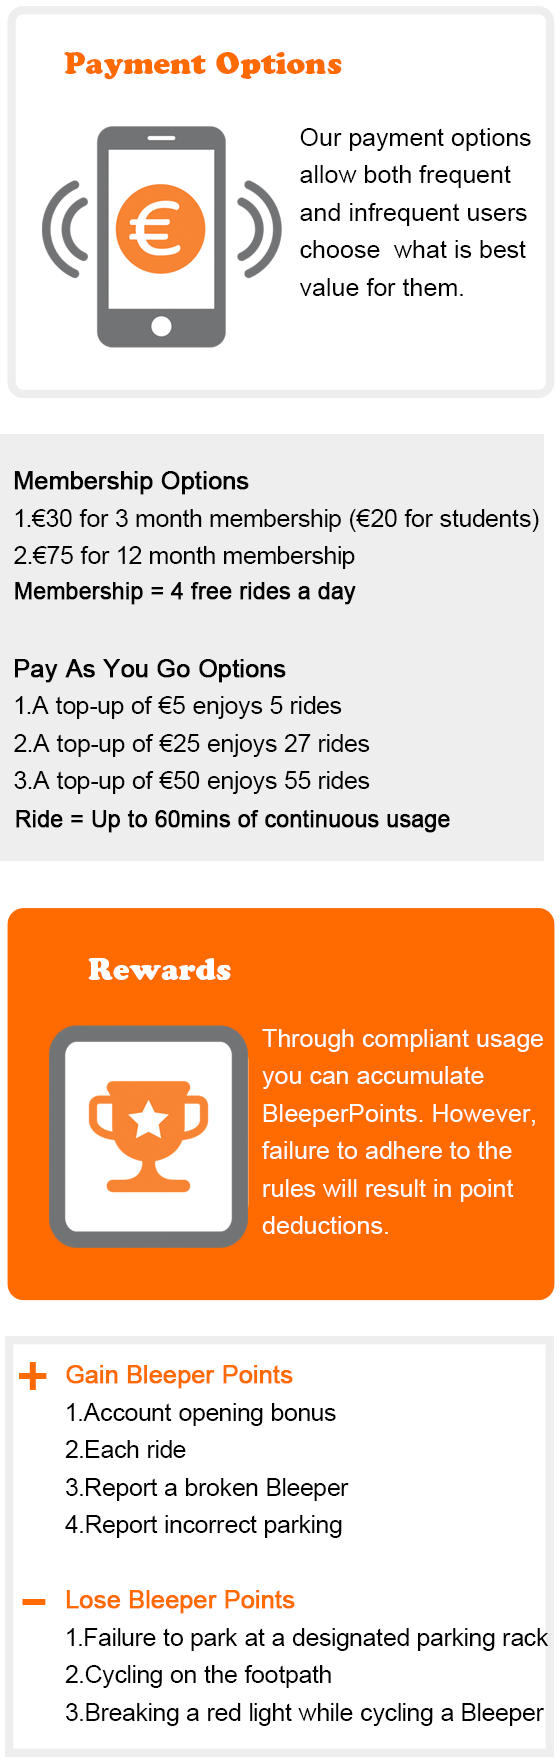 Payment Options
€
Our payment options
allow both frequent
and infrequent users
choose  what is best
value for them.
Membership Options
1.€30 for 3 month membership (€20 for students)
2.€75 for 12 month membership
Membership = 4 free rides a day
Pay As You Go Options
1.A top-up of €5 enjoys 5 rides
2.A top-up of €25 enjoys 27 rides
3.A top-up of €50 enjoys 55 rides
Ride = Up to 60mins of continuous usage
Rewards
Through compliant usage
you can accumulate
BleeperPoints. However,
failure to adhere to the
rules will result in point
deductions.
+ Gain Bleeper Points
1.Account opening bonus
2.Each ride
3.Report a broken Bleeper
4.Report incorrect parking
− Lose Bleeper Points
1.Failure to park at a designated parking rack
2.Cycling on the footpath
3.Breaking a red light while cycling a Bleeper